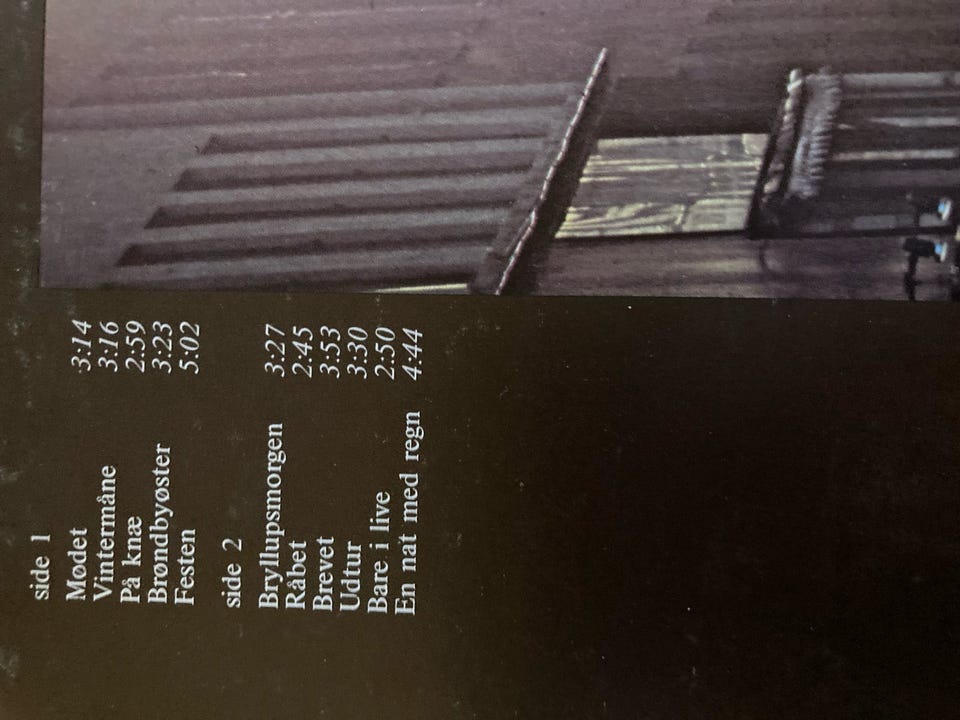 side 1
Mødet 3:14
Vintermåne 3:16
På knæ 2:59
Brøndbyøster 3:23
Festen 5:02
side 2
Bryllupsmorgen 3:27
Råbet 2:45
Brevet 3:53
Udtur 3:30
Bare i live 2:50
En nat med regn 4:44